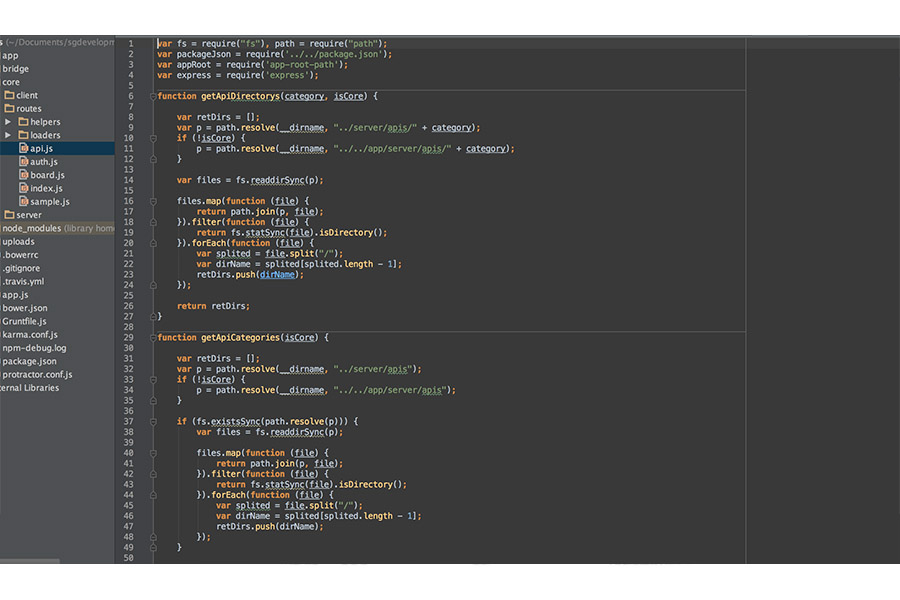 s (~/Documents/sgdevelopm
app
bridge
core
client
routes
helpers
loaders
api.js
auth.js
board.js
index.js
sample.js
server
node_modules (library home
uploads
.bowerrc
.gitignore
.travis.yml
app.js
bower.json
Gruntfile.js
karma.conf.js
npm-debug.log
package.json
protractor.conf.js
ternal Libraries
1 var fs = require("fs"), path = require("path");
2 var packageJson = require('../../package.json');
3 var appRoot = require('app-root-path');
4 var express = require('express');
5
6 function getApiDirectorys(category, isCore) {
7
8 var retDirs = [];
9 var p = path.resolve(__dirname, "../server/apis/" + category);
10 if (!isCore) {
11 p = path.resolve(__dirname, "../../app/server/apis/" + category);
12 }
13
14 var files = fs.readdirSync(p);
15
16 files.map(function (file) {
17 return path.join(p, file);
18 }).filter(function (file) {
19 return fs.statSync(file).isDirectory();
20 }).forEach(function (file) {
21 var splited = file.split("/");
22 var dirName = splited[splited.length - 1];
23 retDirs.push(dirName);
24 });
25
26 return retDirs;
27 }
28
29 function getApiCategories(isCore) {
30
31 var retDirs = [];
32 var p = path.resolve(__dirname, "../server/apis");
33 if (!isCore) {
34 p = path.resolve(__dirname, "../../app/server/apis");
35 }
36
37 if (fs.existsSync(path.resolve(p))) {
38 var files = fs.readdirSync(p);
39
40 files.map(function (file) {
41 return path.join(p, file);
42 }).filter(function (file) {
43 return fs.statSync(file).isDirectory();
44 }).forEach(function (file) {
45 var splited = file.split("/");
46 var dirName = splited[splited.length - 1];
47 retDirs.push(dirName);
48 });
49 }
50